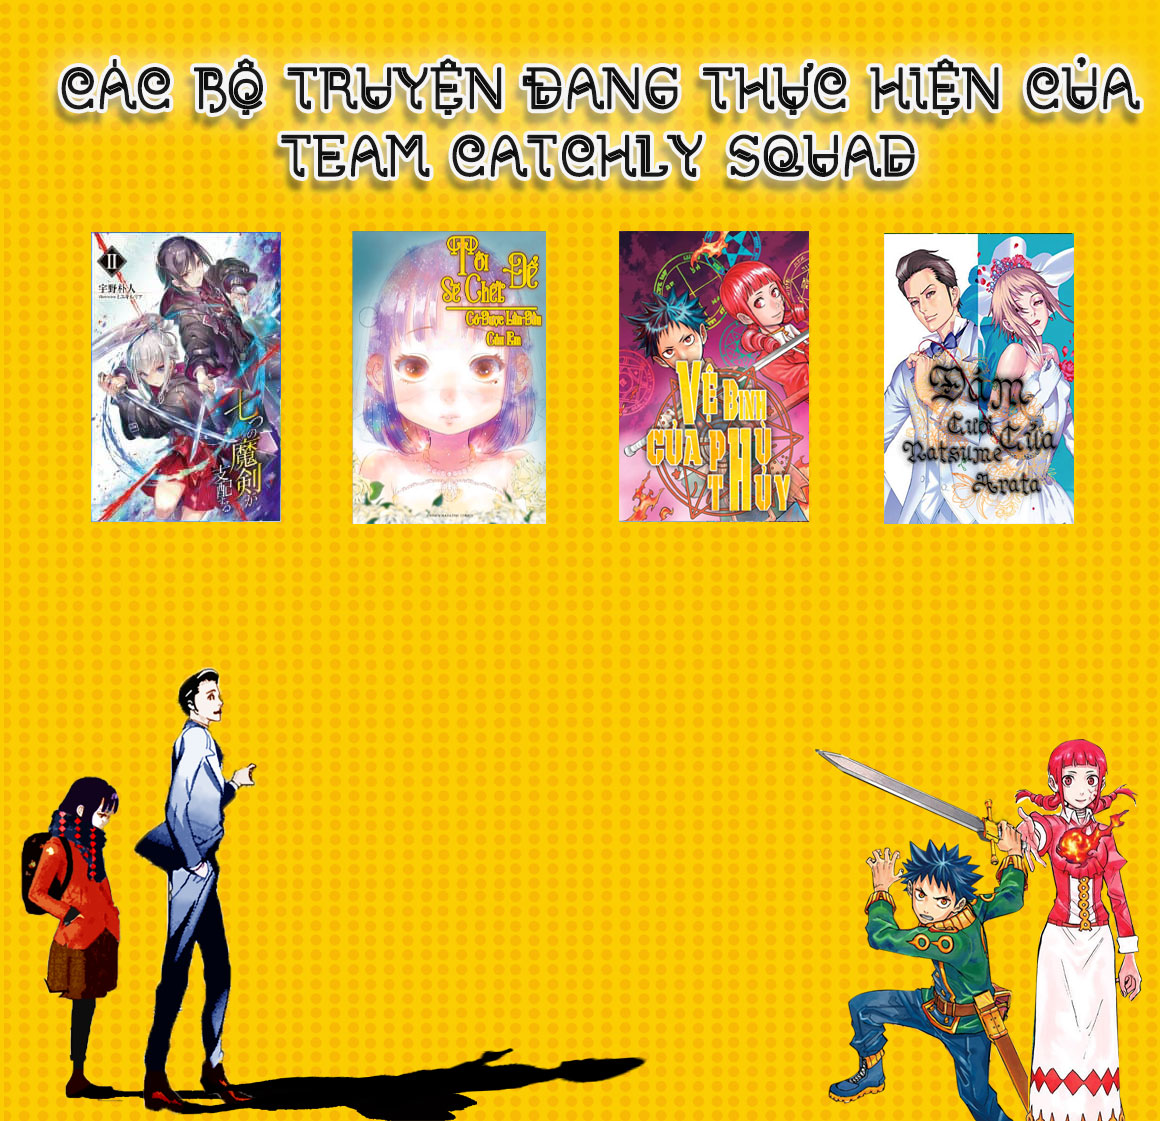 CÁC BỘ TRUYỆN ĐANG THỰC HIỆN CỦA
TEAM CATCHLY SQUAD
II
宇野朴人
七つの
魔剣が
支配する
Tôi
Sẽ Chết Để
Có Được
Của Em
VỆ BINH
CỦA PHÙ
THỦY
Đám
Cưới Của
Natsume
Arata